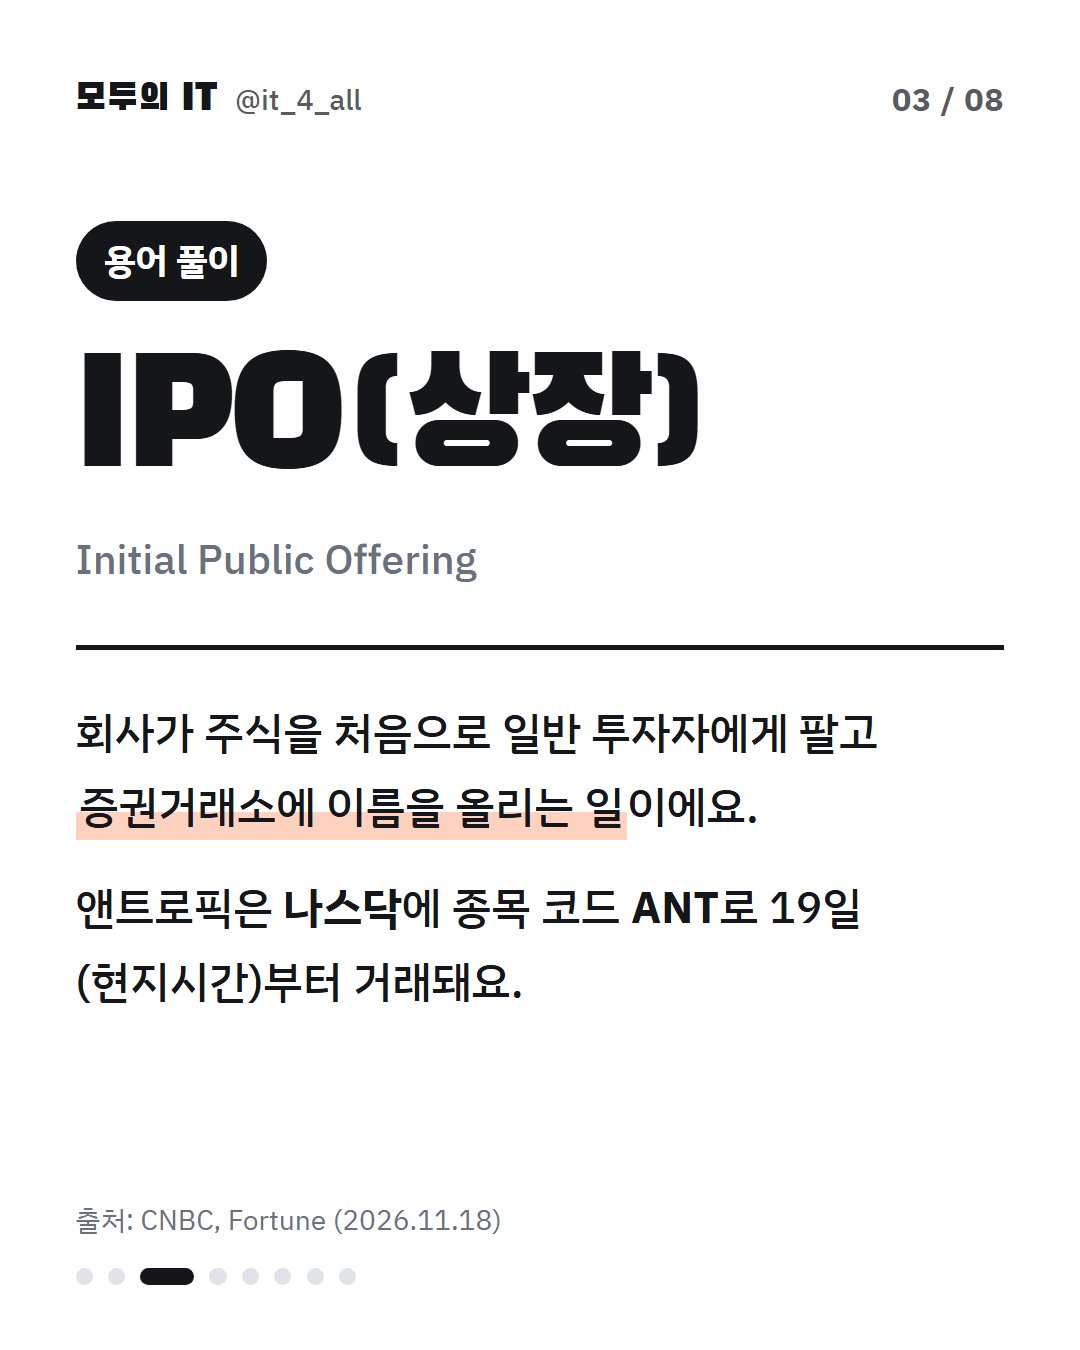 모두의 IT @it_4_all
03 / 08
용어 풀이
IPO(상장)
Initial Public Offering
회사가 주식을 처음으로 일반 투자자에게 팔고
증권거래소에 이름을 올리는 일이에요.
앤트로픽은 나스닥에 종목 코드 ANT로 19일
(현지시간)부터 거래돼요.
출처: CNBC, Fortune (2026.11.18)